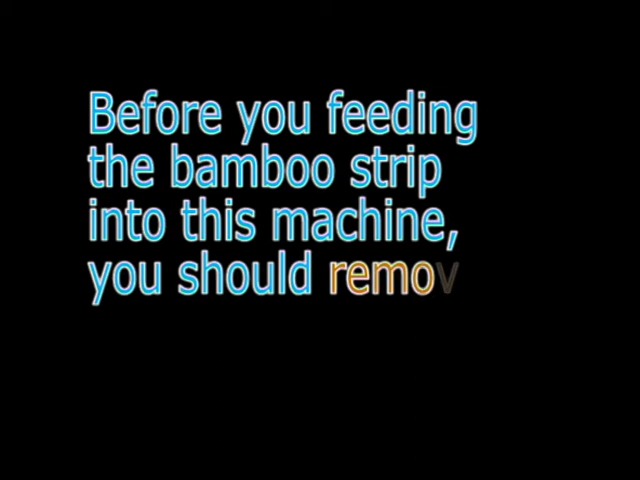 Before you feeding
the bamboo strip
into this machine,
you should remov